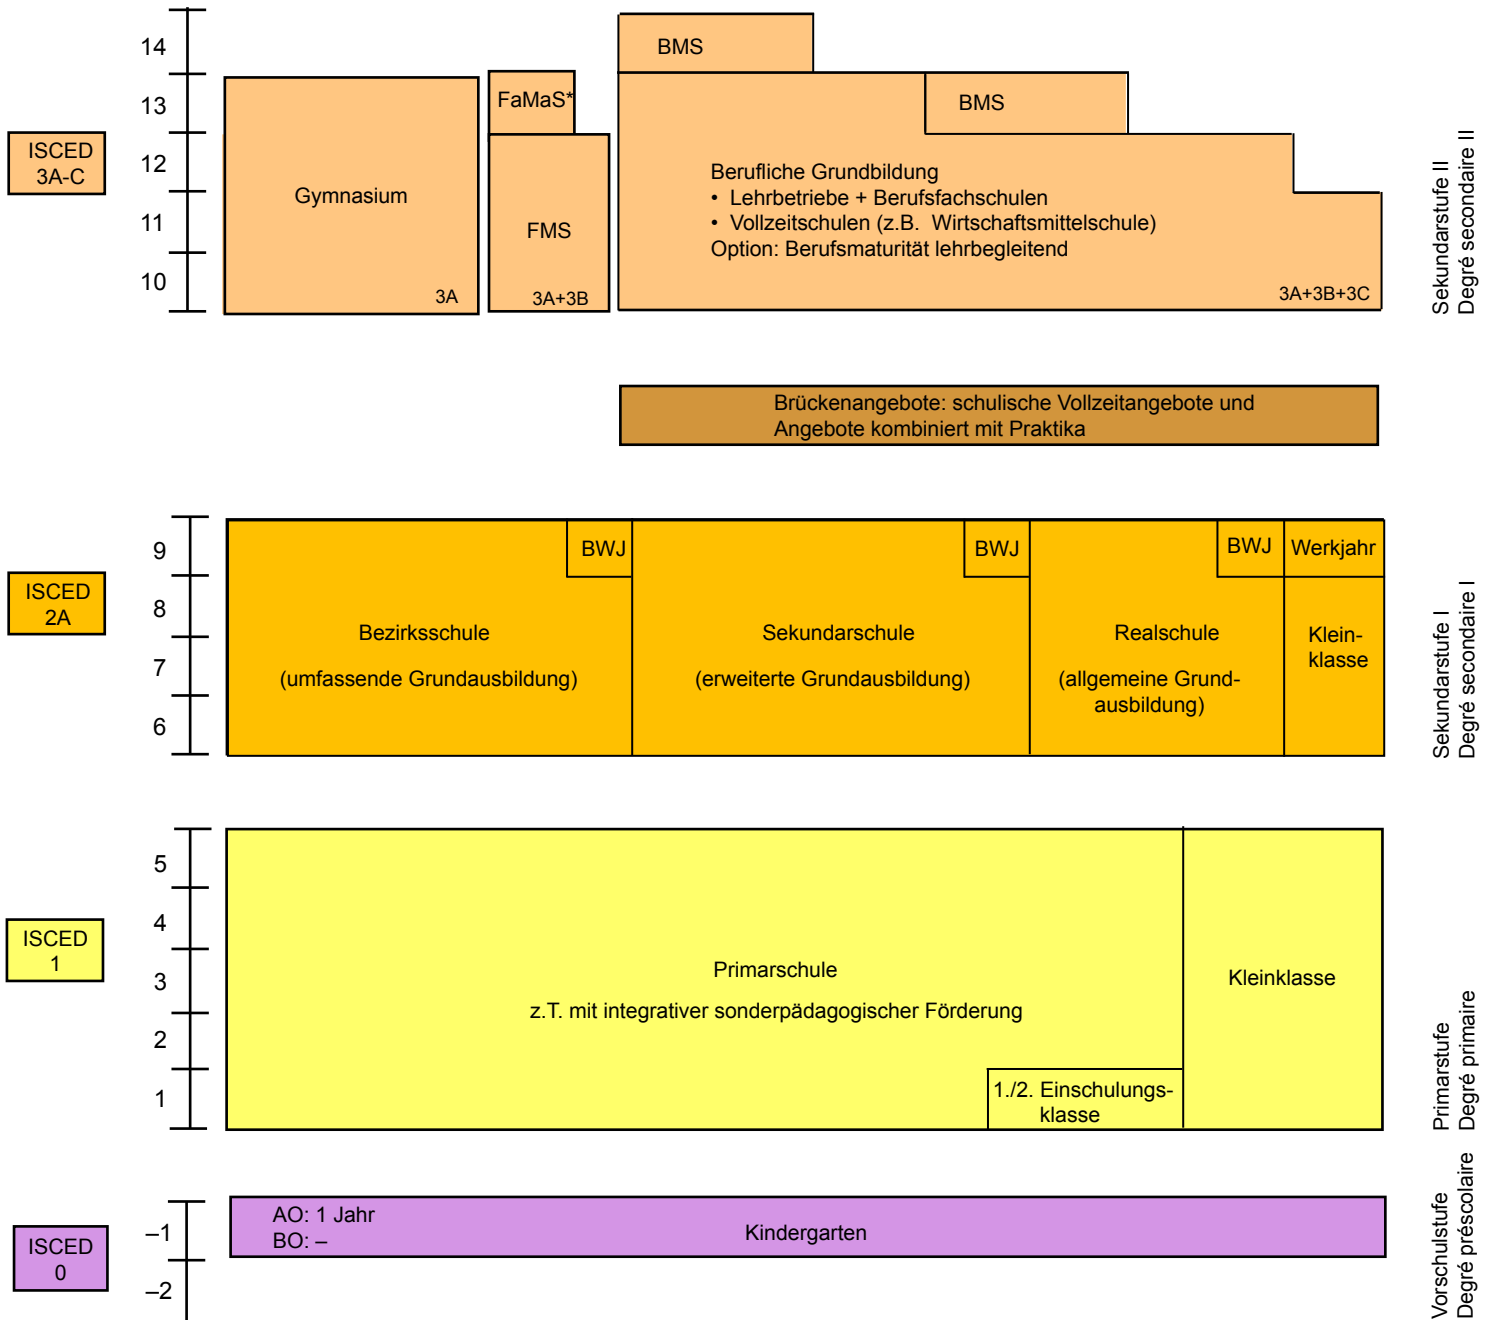 14
BMS
13
FaMaS*
BMS
ISCED
3A-C
12
Gymnasium
Berufliche Grundbildung
• Lehrbetriebe + Berufsfachschulen
• Vollzeitschulen (z.B. Wirtschaftsmittelschule)
Option: Berufsmaturität lehrbegleitend
11
FMS
10
3A
3A+3B
3A+3B+3C
Sekundarstufe II
Degré secondaire II
Brückenangebote: schulische Vollzeitangebote und
Angebote kombiniert mit Praktika
9
BWJ
BWJ
BWJ
Werkjahr
ISCED
2A
8
Bezirksschule
(umfassende Grundausbildung)
Sekundarschule
(erweiterte Grundausbildung)
Realschule
(allgemeine Grund-
ausbildung)
Klein-
klasse
7
6
Sekundarstufe I
Degré secondaire I
5
4
ISCED
1
3
Primarschule
z.T. mit integrativer sonderpädagogischer Förderung
Kleinklasse
2
1
1./2. Einschulungs-
klasse
Primarstufe
Degré primaire
ISCED
0
–1
AO: 1 Jahr
BO: –
Kindergarten
–2
Vorschulstufe
Degré préscolaire